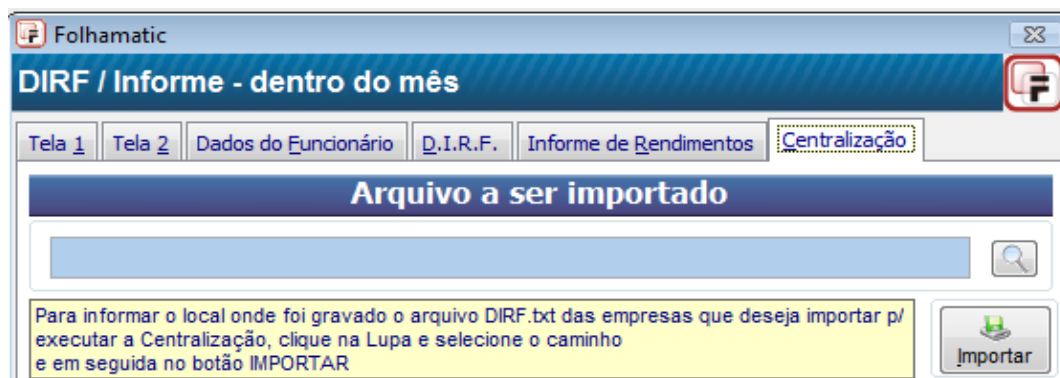 Folhamatic
DIRF / Informe - dentro do mês
Tela 1 Tela 2 Dados do Funcionário D.I.R.F. Informe de Rendimentos Centralização
Arquivo a ser importado
Para informar o local onde foi gravado o arquivo DIRF.txt das empresas que deseja importar p/
executar a Centralização, clique na Lupa e selecione o caminho
e em seguida no botão IMPORTAR
Importar